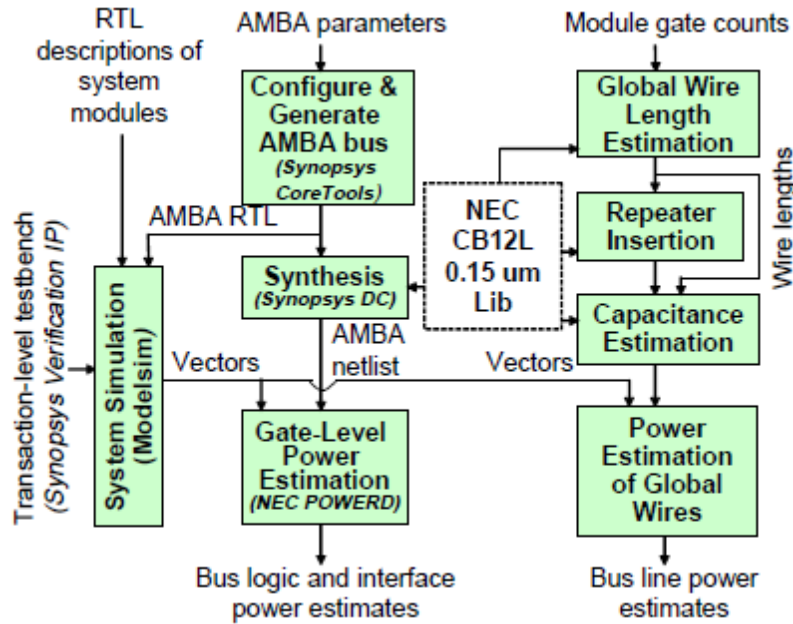 RTL
descriptions of
system
modules
AMBA parameters
Module gate counts
Configure &
Generate
AMBA bus
(Synopsys
CoreTools)
Global Wire
Length
Estimation
AMBA RTL
NEC
CB12L
0.15 um
Lib
Repeater
Insertion
Wire lengths
Synthesis
(Synopsys DC)
Capacitance
Estimation
Transaction-level testbench
(Synopsys Verification IP)
System Simulation
(Modelsim)
Vectors
AMBA
netlist
Vectors
Gate-Level
Power
Estimation
(NEC POWERD)
Power
Estimation
of Global
Wires
Bus logic and interface
power estimates
Bus line power
estimates